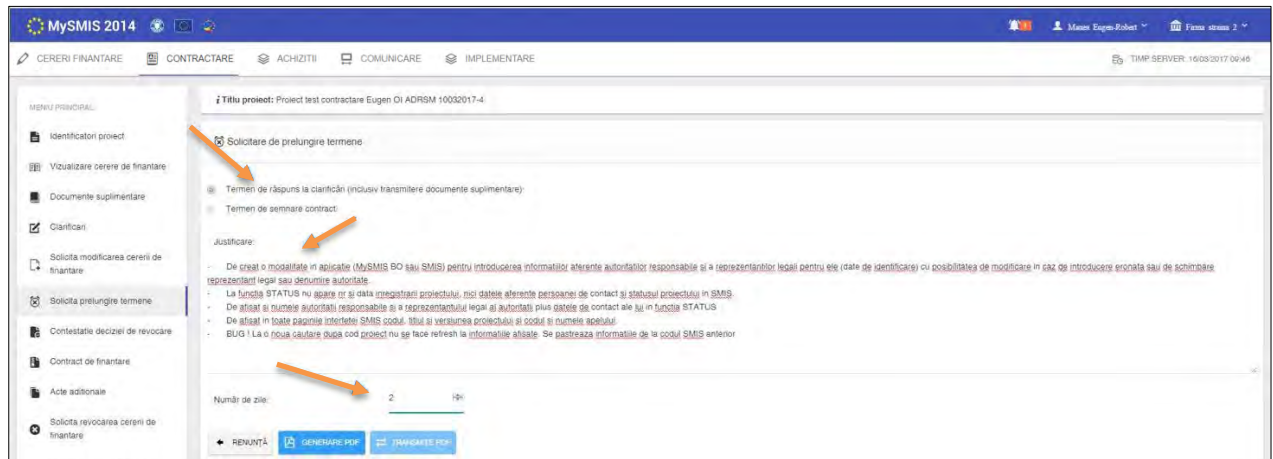 MySMIS 2014
1 Manes Eugen-Robert Firma strana 2
CERERI FINANTARE CONTRACTARE ACHIZITII COMUNICARE IMPLEMENTARE TIMP SERVER: 16/03/2017 09:46
MENIU PRINCIPAL
i Titlu proiect: Proiect test contractare Eugen OI ADRSM 10032017-4
Identificatori proiect
Solicitare de prelungire termene
Vizualizare cerere de finantare
Documente suplimentare
Termen de răspuns la clarificări (inclusiv transmitere documente suplimentare)
Termen de semnare contract
Clarificari
Justificare:
Solicita modificarea cererii de finantare
- De creat o modalitate in aplicatie (MySMIS BO sau SMIS) pentru introducerea informatiilor aferente autoritatilor responsabile si a reprezentantilor legali pentru ele (date de identificare) cu posibilitatea de modificare in caz de introducere eronata sau de schimbare
reprezentant legal sau denumire autoritate.
- La functia STATUS nu apare nr si data inregistrarii proiectului, nici datele aferente persoanei de contact si statusul proiectului in SMIS
- De afisat si numele autoritatii responsabile si a reprezentantului legal al autoritatii plus datele de contact ale lui in functia STATUS
- De afisat in toate paginile interfetei SMIS codul, titlul si versiunea proiectului si codul si numele apelului.
- BUG ! La o noua cautare dupa cod proiect nu se face refresh la informatiile afisate. Se pastreaza informatiile de la codul SMIS anterior
Solicita prelungire termene
Contestatie deciziei de revocare
Contract de finantare
Acte aditionale
Număr de zile: 2
Solicita revocarea cererii de finantare
RENUNȚĂ GENERARE PDF TRANSMITE PDF